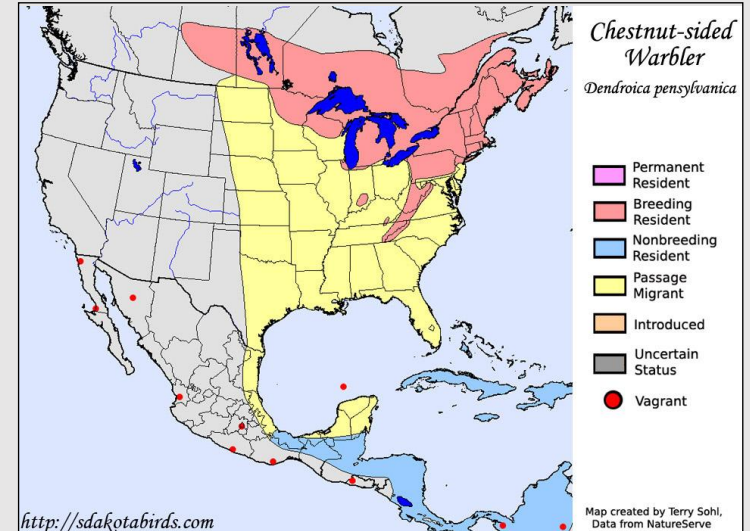 Chestnut-sided
Warbler
Dendroica pensylvanica
Permanent
Resident
Breeding
Resident
Nonbreeding
Resident
Passage
Migrant
Introduced
Uncertain
Status
Vagrant
http://sdakotabirds.com
Map created by Terry Sohl,
Data from NatureServe